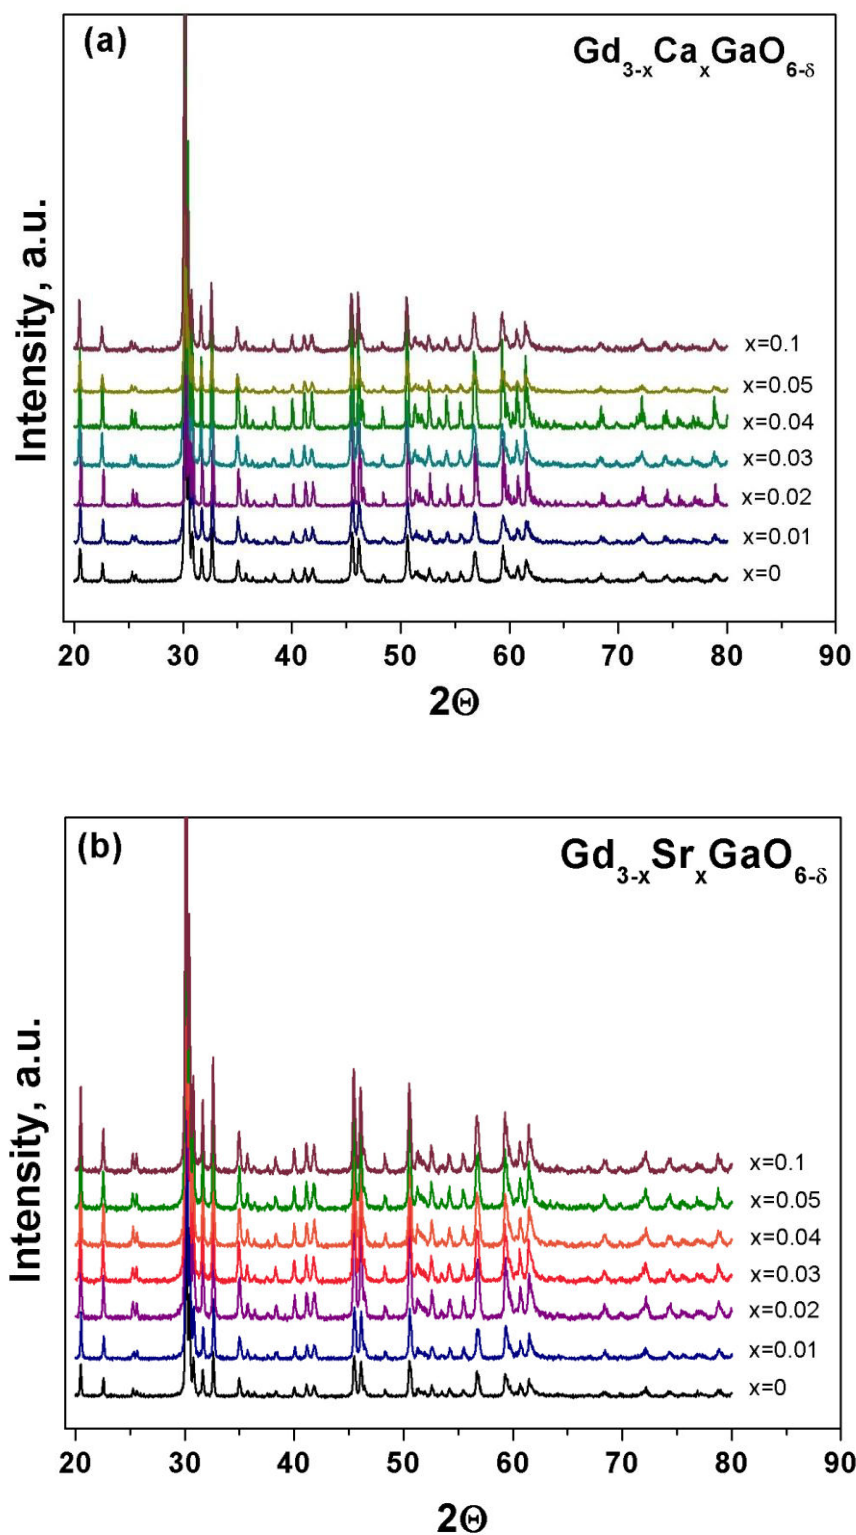 (a)
Gd₃₋ₓCaₓGaO₆₋δ
Intensity, a.u.
x=0.1
x=0.05
x=0.04
x=0.03
x=0.02
x=0.01
x=0
20 30 40 50 60 70 80 90
2Θ
(b)
Gd₃₋ₓSrₓGaO₆₋δ
Intensity, a.u.
x=0.1
x=0.05
x=0.04
x=0.03
x=0.02
x=0.01
x=0
20 30 40 50 60 70 80 90
2Θ